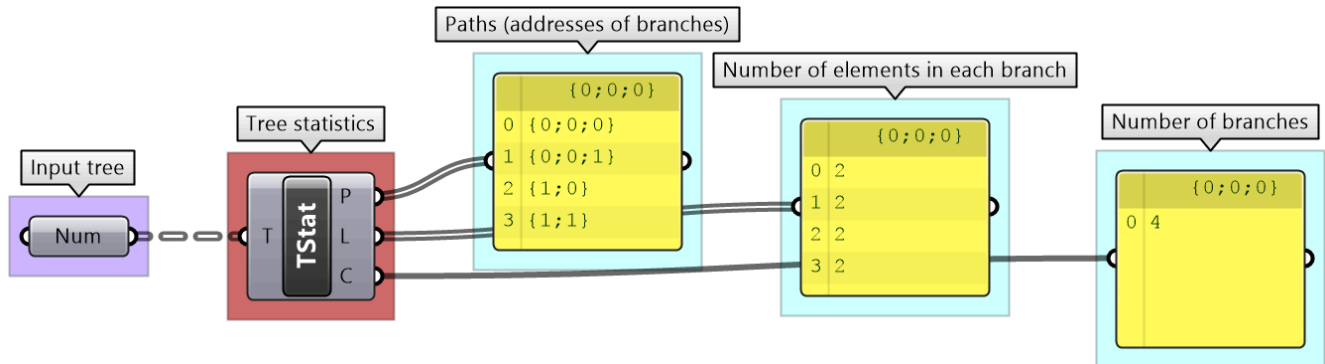 Input tree
Num
Tree statistics
T
TStat
P
L
C
Paths (addresses of branches)
{0;0;0}
0 {0;0;0}
1 {0;0;1}
2 {1;0}
3 {1;1}
Number of elements in each branch
{0;0;0}
0 2
1 2
2 2
3 2
Number of branches
{0;0;0}
0 4